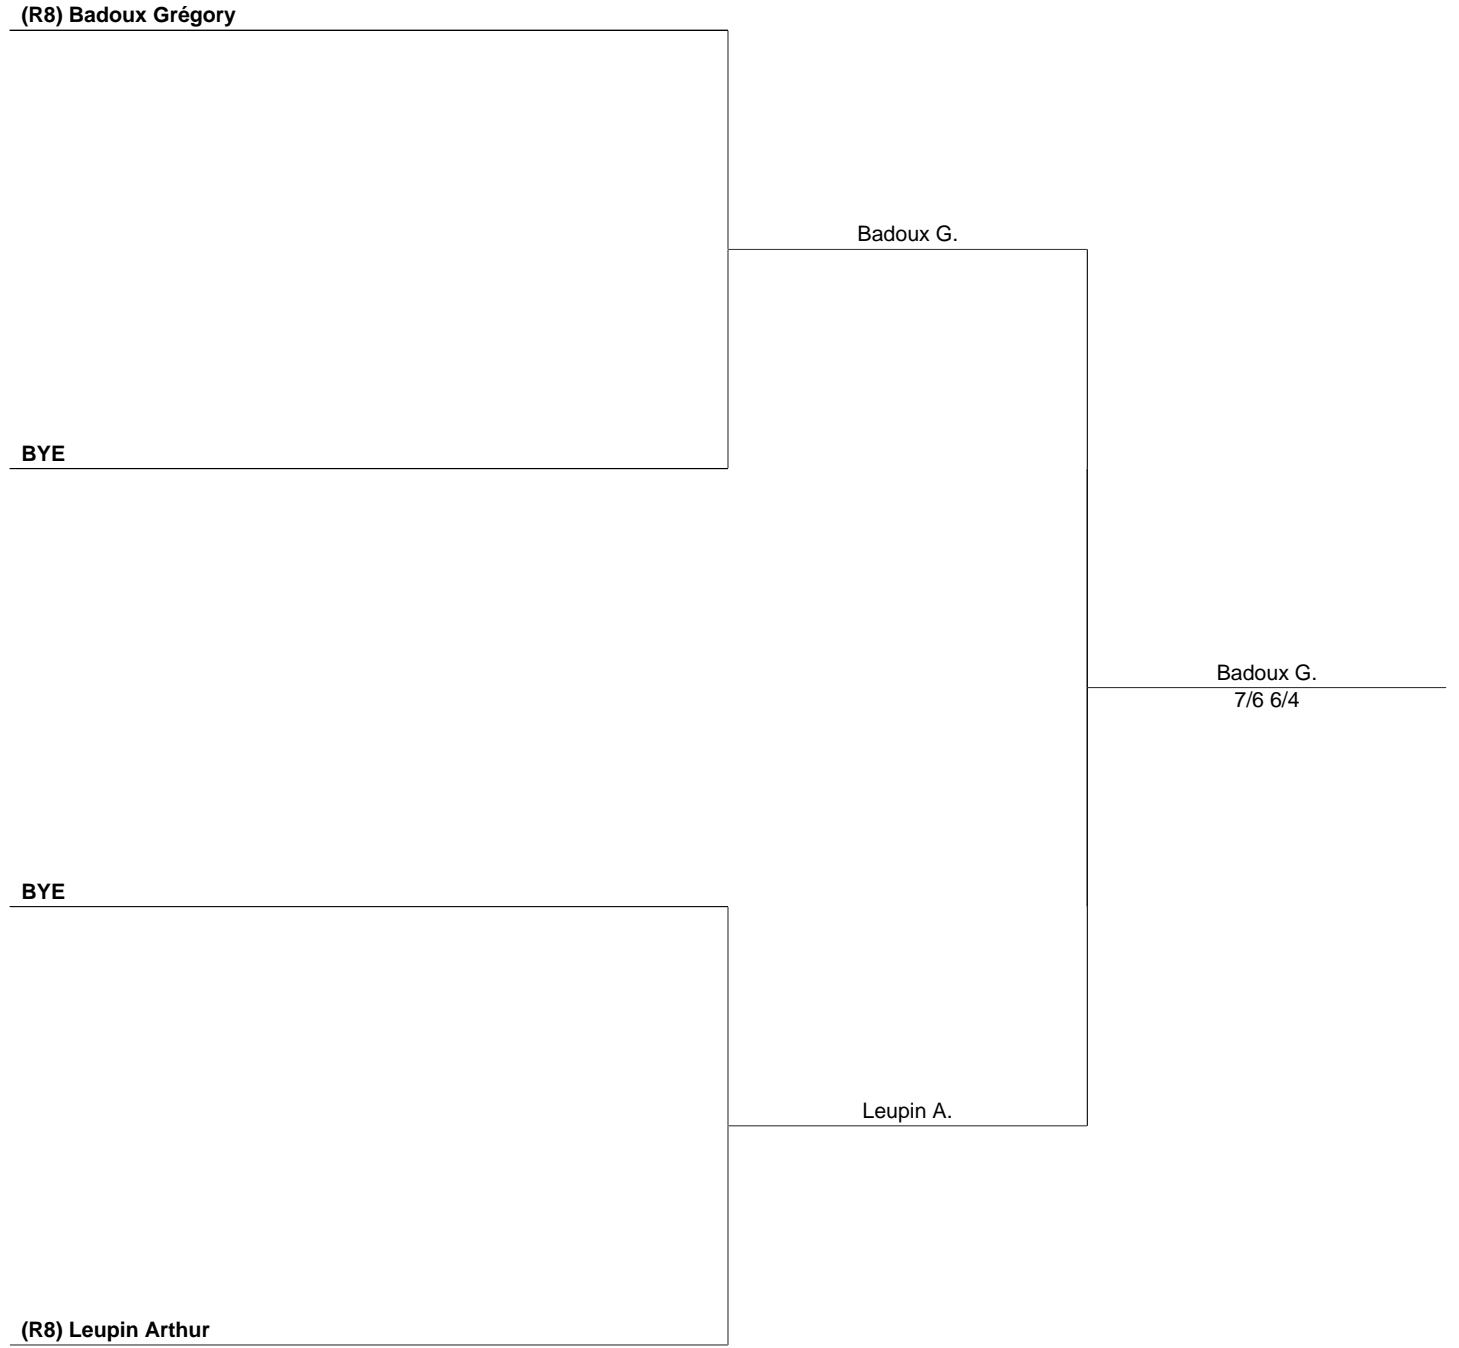 (R8) Badoux Grégory
Badoux G.
BYE
Badoux G.
7/6 6/4
BYE
Leupin A.
(R8) Leupin Arthur